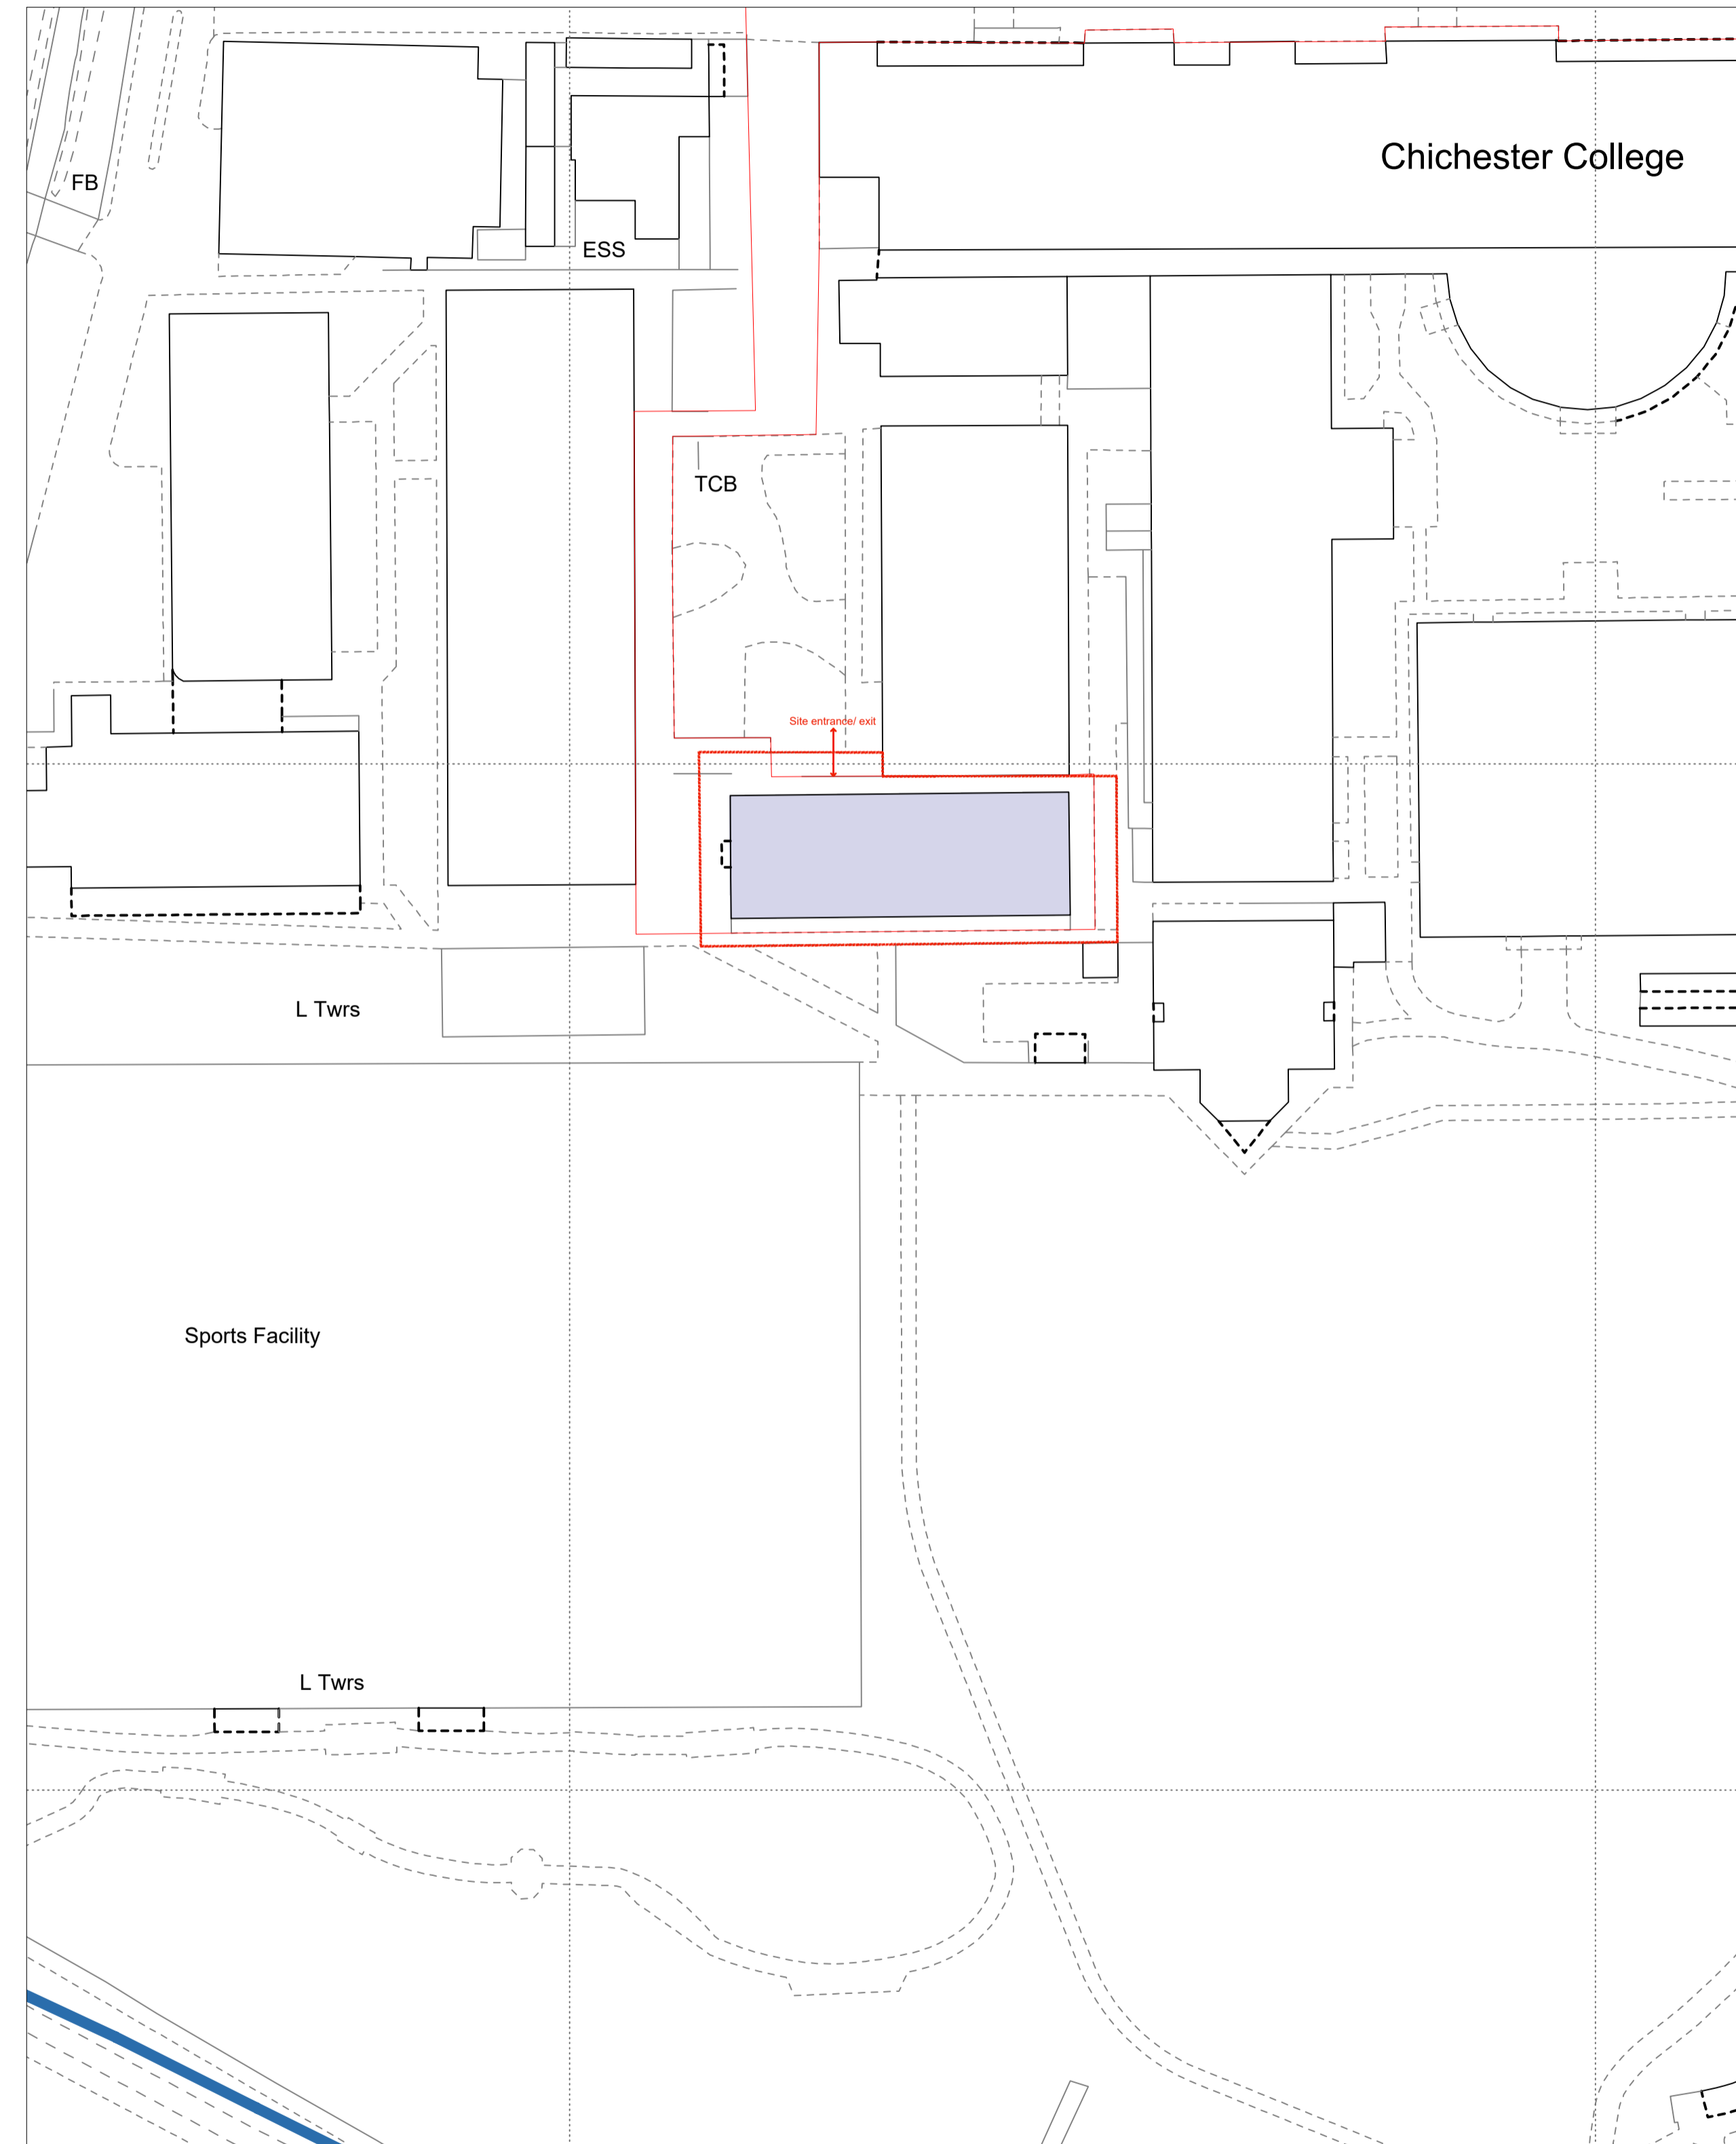 Chichester College
FB
ESS
TCB
Site entrance/ exit
L Twrs
Sports Facility
L Twrs